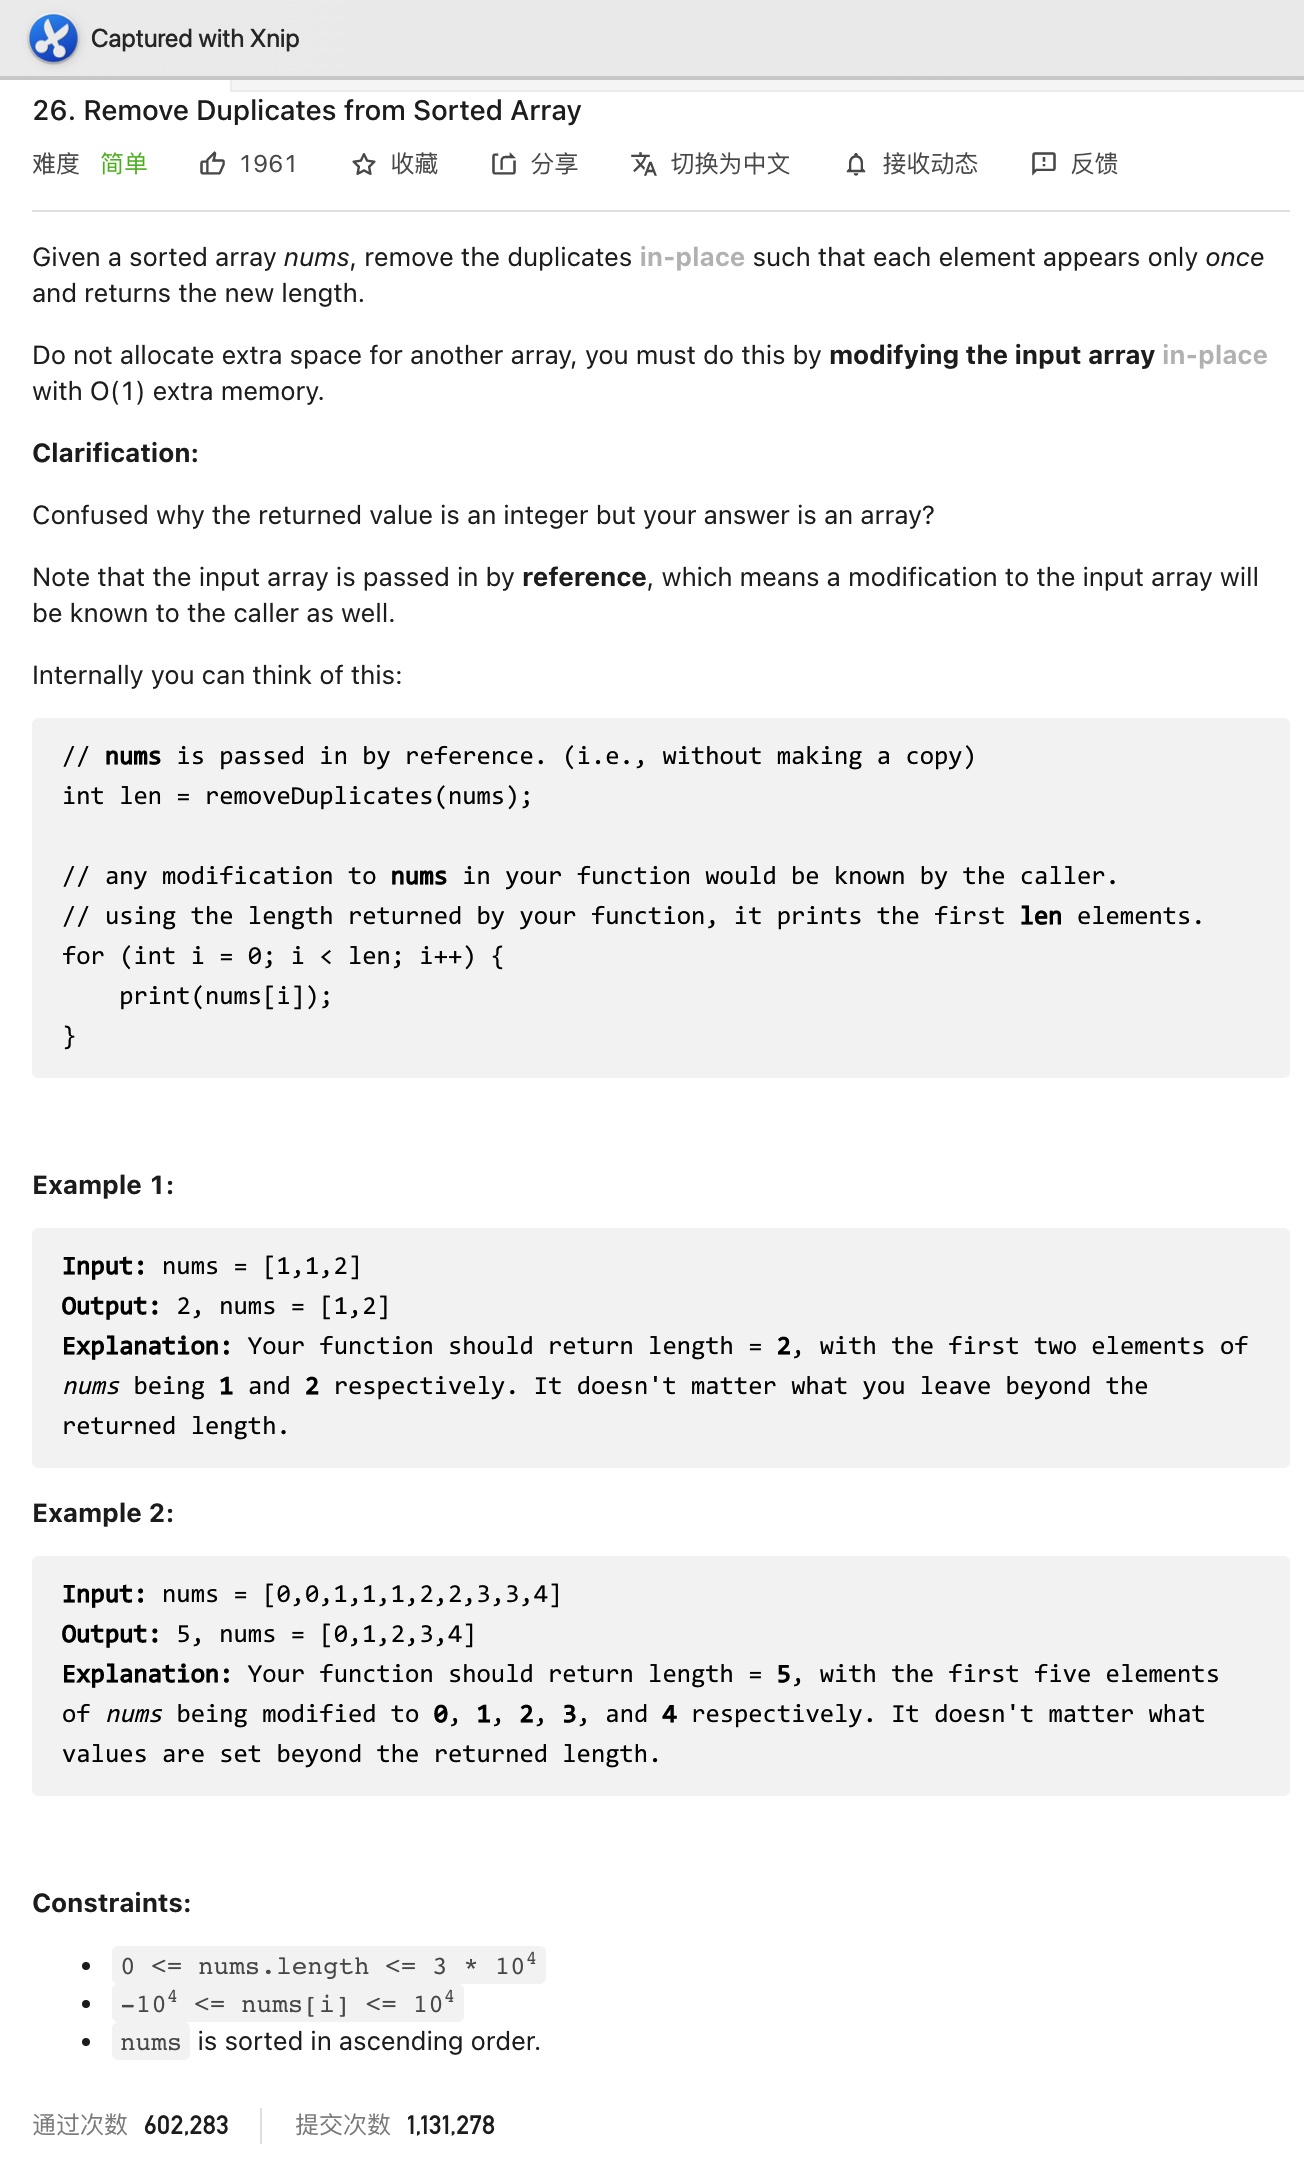 Captured with Xnip
26. Remove Duplicates from Sorted Array
难度 简单 1961 收藏 分享 切换为中文 接收动态 反馈
Given a sorted array nums, remove the duplicates in-place such that each element appears only once
and returns the new length.
Do not allocate extra space for another array, you must do this by modifying the input array in-place
with O(1) extra memory.
Clarification:
Confused why the returned value is an integer but your answer is an array?
Note that the input array is passed in by reference, which means a modification to the input array will
be known to the caller as well.
Internally you can think of this:
// nums is passed in by reference. (i.e., without making a copy)
int len = removeDuplicates(nums);
// any modification to nums in your function would be known by the caller.
// using the length returned by your function, it prints the first len elements.
for (int i = 0; i < len; i++) {
    print(nums[i]);
}
Example 1:
Input: nums = [1,1,2]
Output: 2, nums = [1,2]
Explanation: Your function should return length = 2, with the first two elements of
nums being 1 and 2 respectively. It doesn't matter what you leave beyond the
returned length.
Example 2:
Input: nums = [0,0,1,1,1,2,2,3,3,4]
Output: 5, nums = [0,1,2,3,4]
Explanation: Your function should return length = 5, with the first five elements
of nums being modified to 0, 1, 2, 3, and 4 respectively. It doesn't matter what
values are set beyond the returned length.
Constraints:
• 0 <= nums.length <= 3 * 10⁴
• -10⁴ <= nums[i] <= 10⁴
• nums is sorted in ascending order.
通过次数 602,283 提交次数 1,131,278